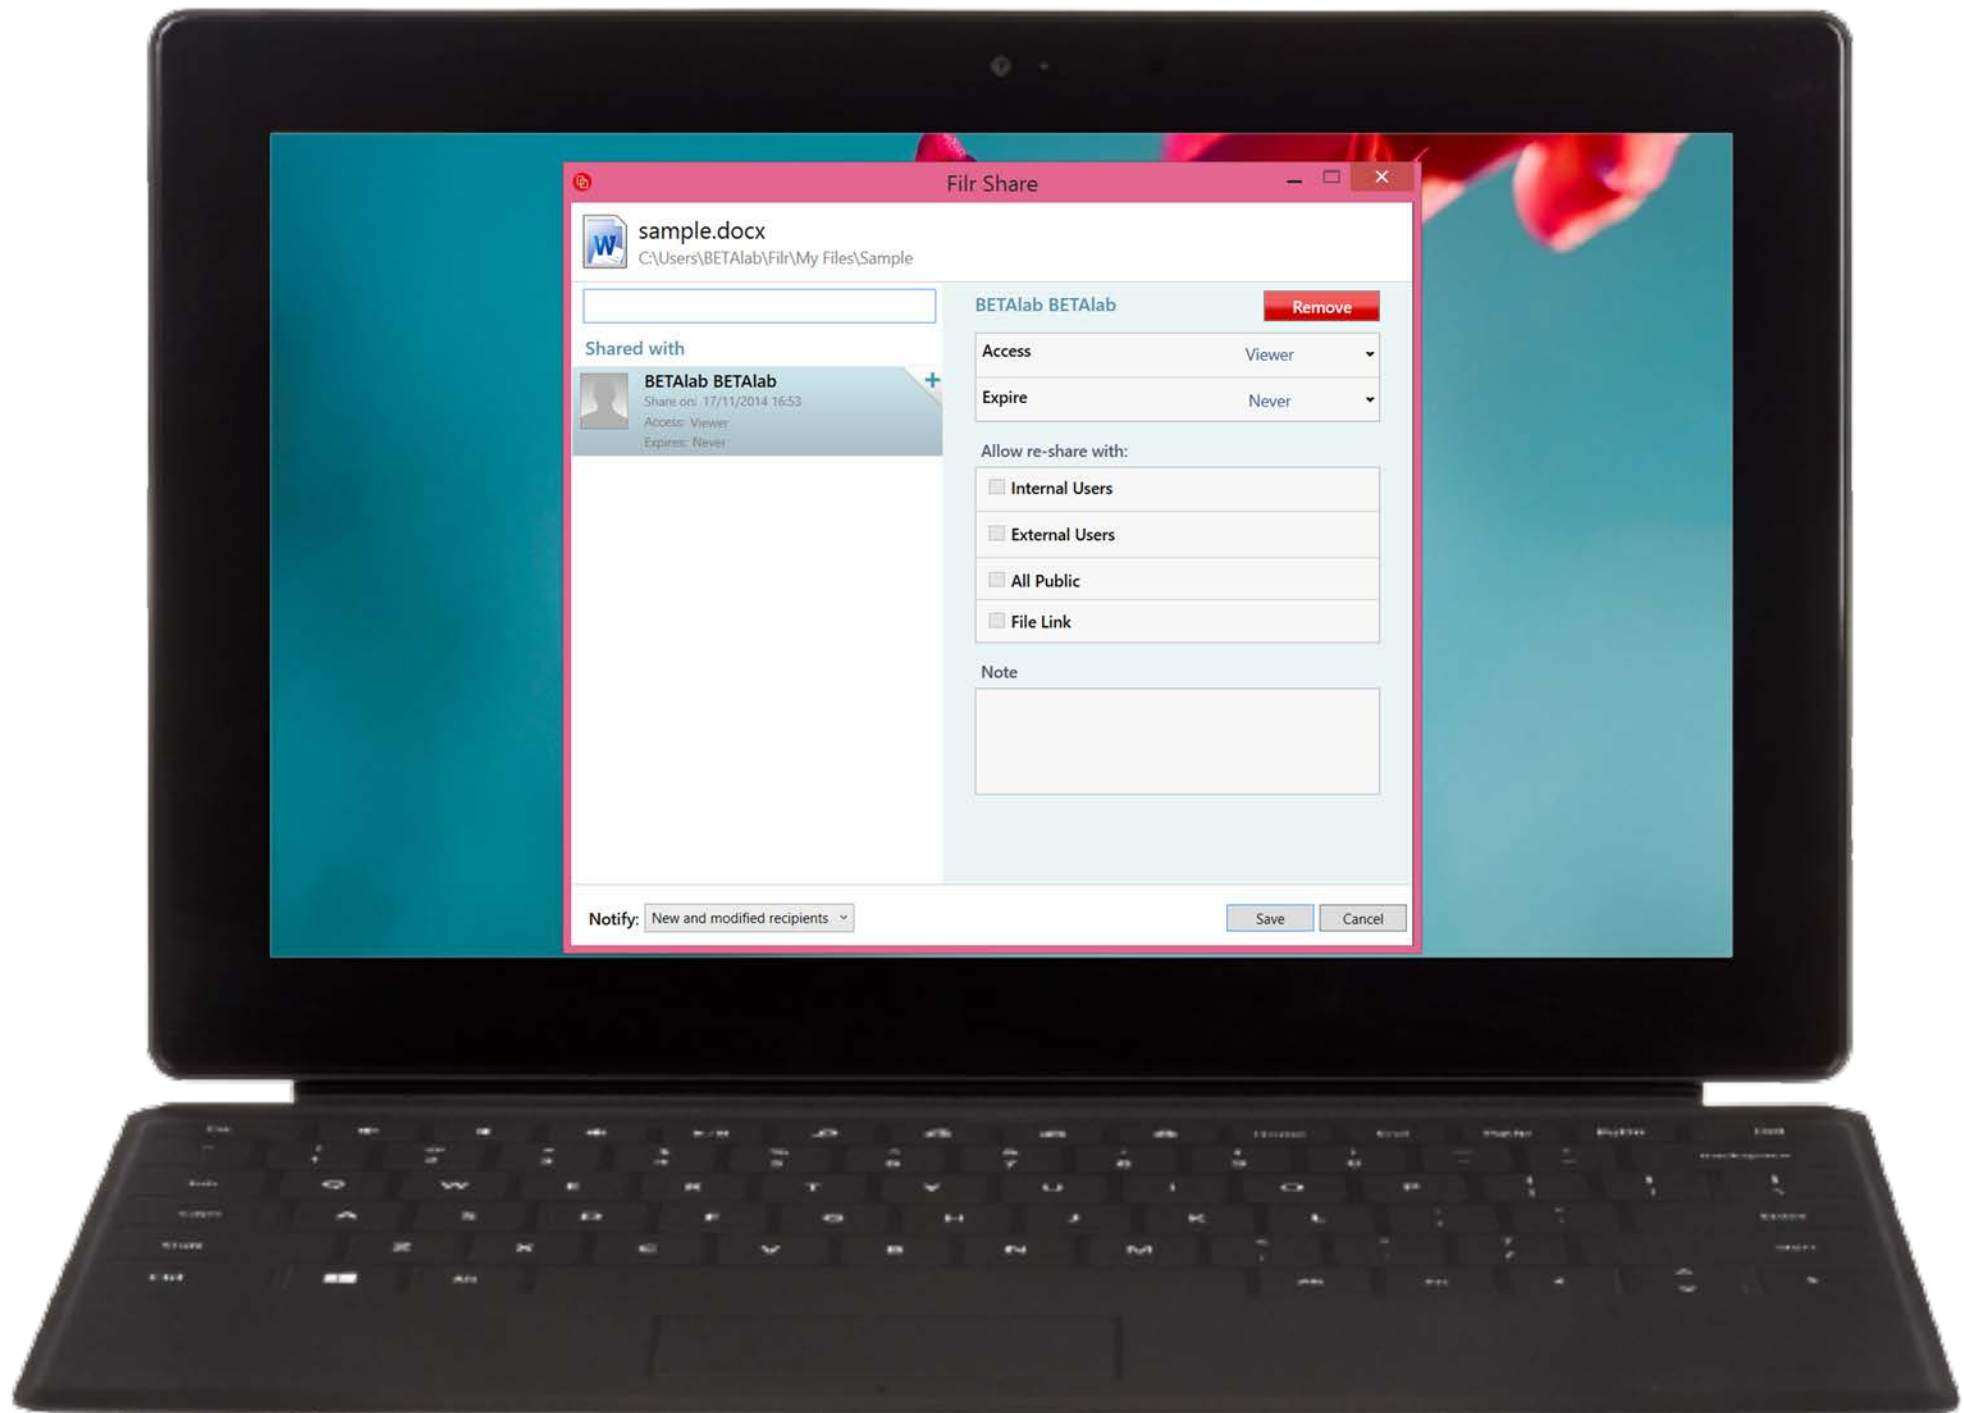 Filr Share
sample.docx
C:\Users\BETAlab\Filr\My Files\Sample
Shared with
BETAlab BETAlab
Share on: 17/11/2014 16:53
Access: Viewer
Expires: Never
BETAlab BETAlab
Remove
Access Viewer
Expire Never
Allow re-share with:
Internal Users
External Users
All Public
File Link
Note
Notify: New and modified recipients
Save Cancel